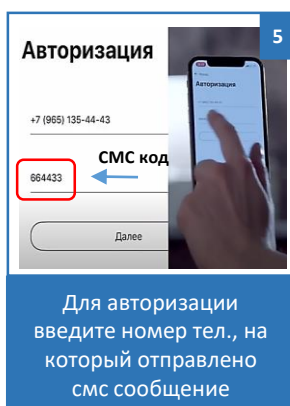 5
Авторизация
+7 (965) 135-44-43
СМС код
664433
Далее
Авторизация
Для авторизации
введите номер тел., на
который отправлено
смс сообщение